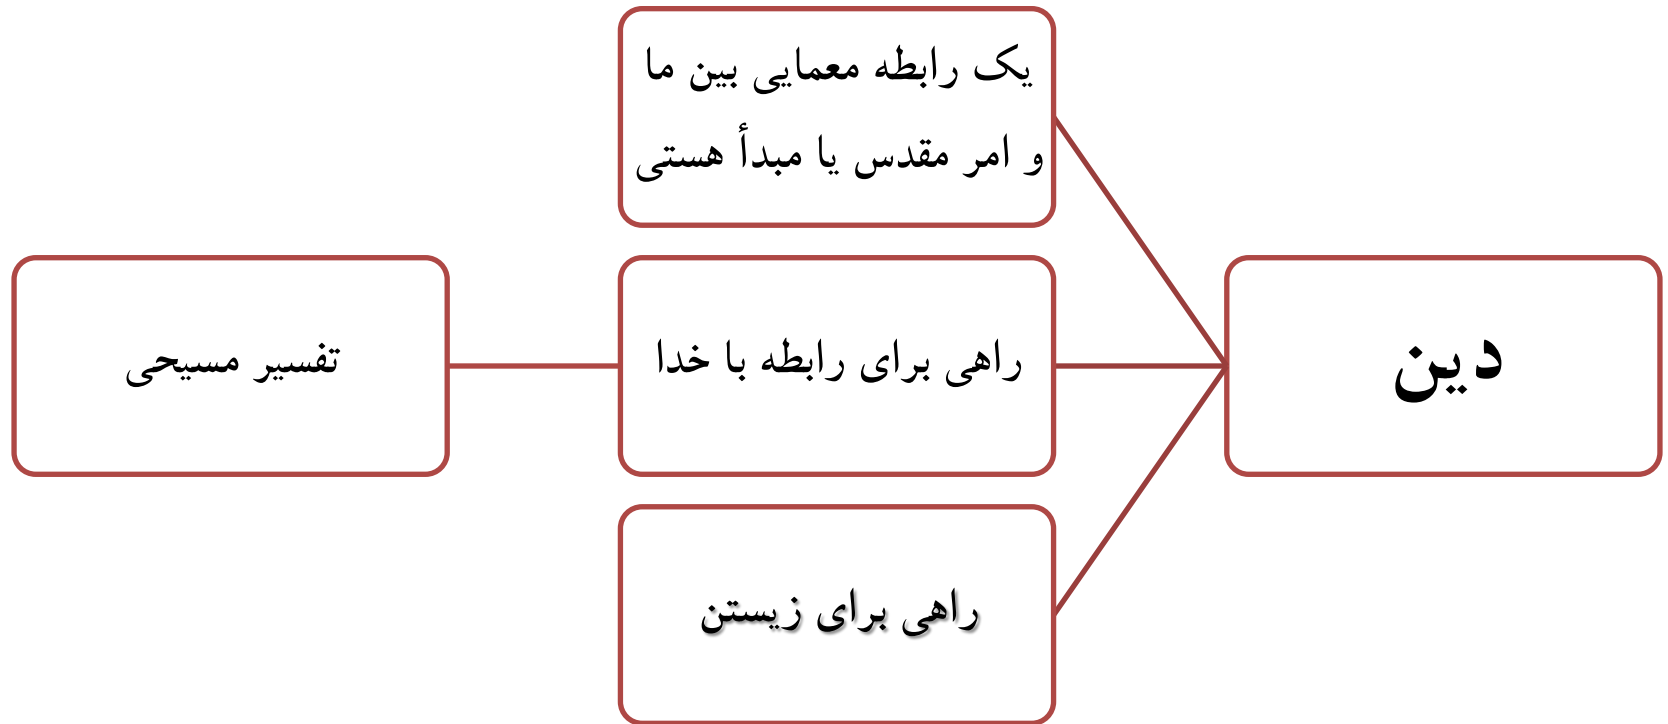 دین
یک رابطه معمایی بین ما
و امر مقدس یا مبدأ هستی
راهی برای رابطه با خدا
تفسیر مسیحی
راهی برای زیستن